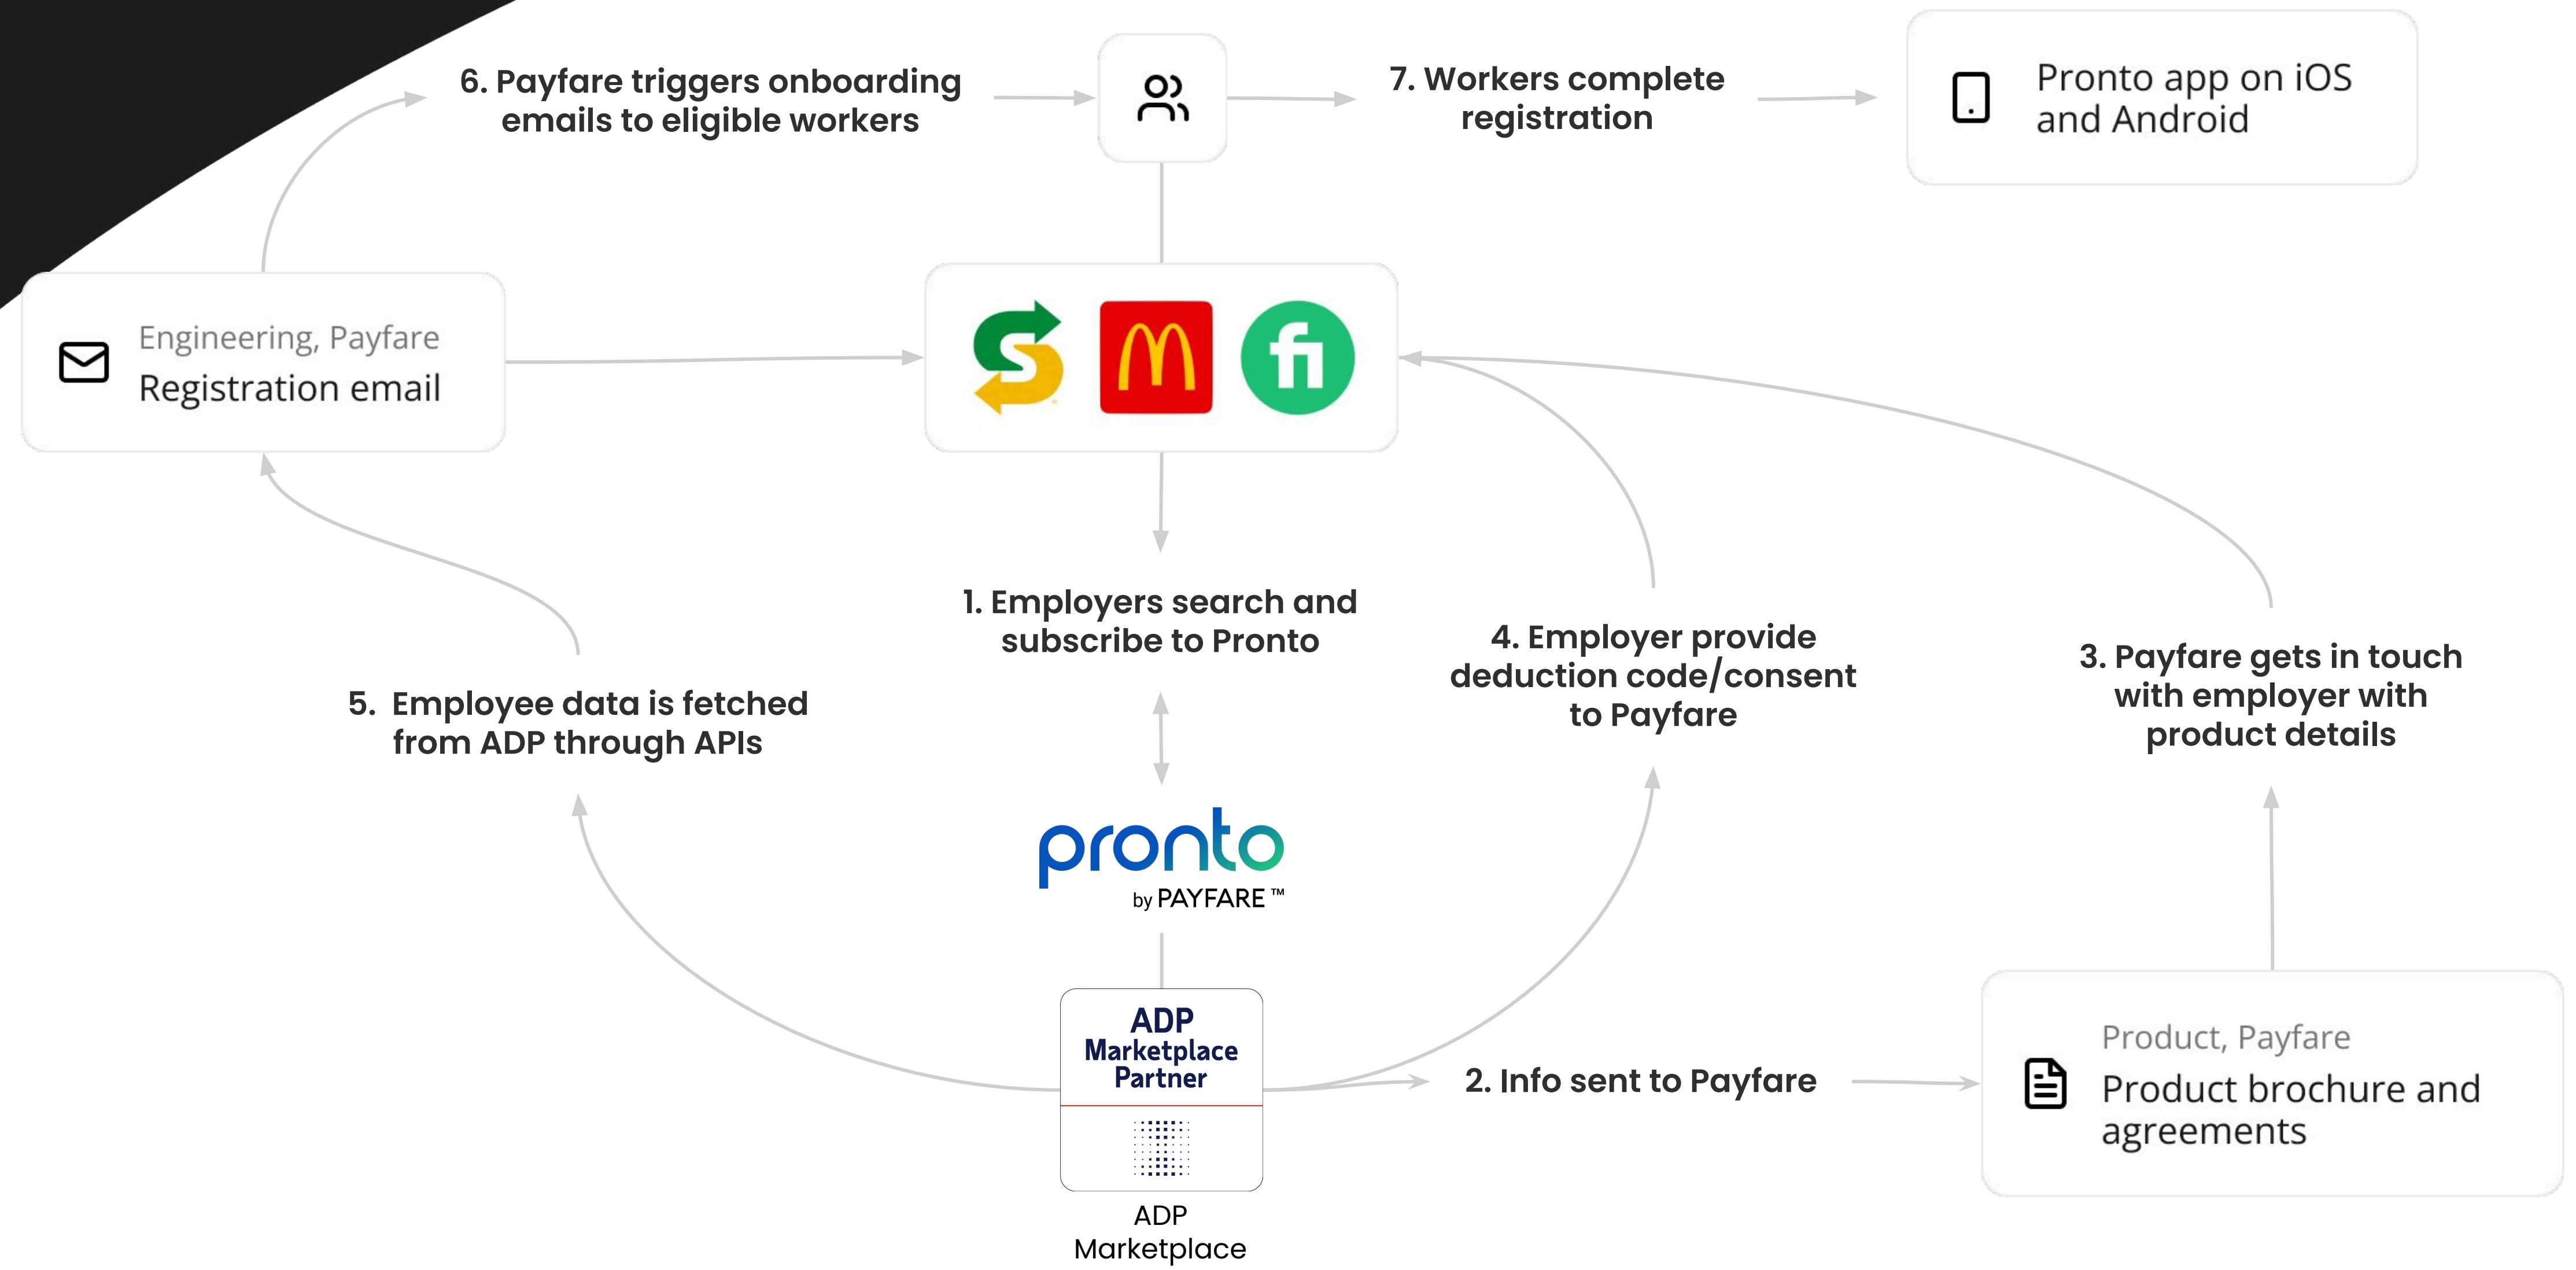 6. Payfare triggers onboarding
emails to eligible workers
7. Workers complete
registration
Pronto app on iOS
and Android
Engineering, Payfare
Registration email
S
M
fi
1. Employers search and
subscribe to Pronto
4. Employer provide
deduction code/consent
to Payfare
3. Payfare gets in touch
with employer with
product details
5. Employee data is fetched
from ADP through APIs
pronto
by PAYFARE™
ADP
Marketplace
Partner
2. Info sent to Payfare
Product, Payfare
Product brochure and
agreements
ADP
Marketplace